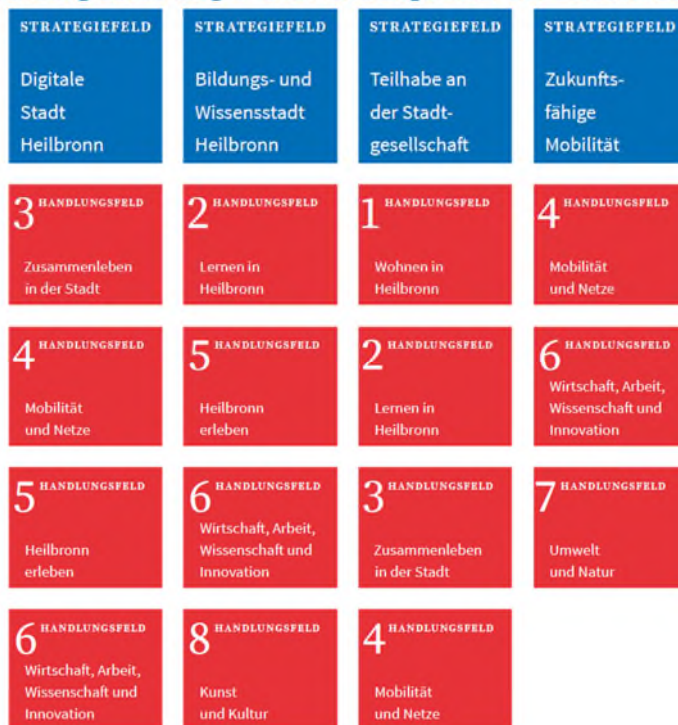 STRATEGIEFELD
Digitale
Stadt
Heilbronn
STRATEGIEFELD
Bildungs- und
Wissensstadt
Heilbronn
STRATEGIEFELD
Teilhabe an
der Stadt-
gesellschaft
STRATEGIEFELD
Zukunfts-
fähige
Mobilität
3 HANDLUNGSFELD
Zusammenleben
in der Stadt
2 HANDLUNGSFELD
Lernen in
Heilbronn
1 HANDLUNGSFELD
Wohnen in
Heilbronn
4 HANDLUNGSFELD
Mobilität
und Netze
4 HANDLUNGSFELD
Mobilität
und Netze
5 HANDLUNGSFELD
Heilbronn
erleben
2 HANDLUNGSFELD
Lernen in
Heilbronn
6 HANDLUNGSFELD
Wirtschaft, Arbeit,
Wissenschaft und
Innovation
5 HANDLUNGSFELD
Heilbronn
erleben
6 HANDLUNGSFELD
Wirtschaft, Arbeit,
Wissenschaft und
Innovation
3 HANDLUNGSFELD
Zusammenleben
in der Stadt
7 HANDLUNGSFELD
Umwelt
und Natur
6 HANDLUNGSFELD
Wirtschaft, Arbeit,
Wissenschaft und
Innovation
8 HANDLUNGSFELD
Kunst
und Kultur
4 HANDLUNGSFELD
Mobilität
und Netze